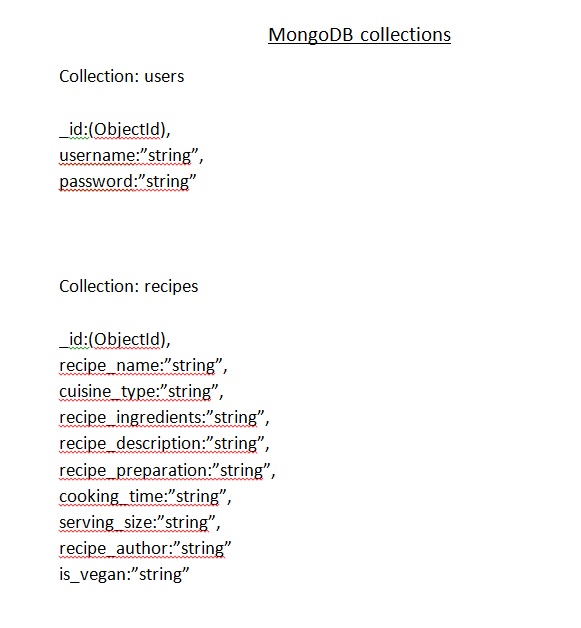 MongoDB collections
Collection: users
_id:(ObjectId),
username:”string”,
password:”string”
Collection: recipes
_id:(ObjectId),
recipe_name:”string”,
cuisine_type:”string”,
recipe_ingredients:”string”,
recipe_description:”string”,
recipe_preparation:”string”,
cooking_time:”string”,
serving_size:”string”,
recipe_author:”string”
is_vegan:”string”